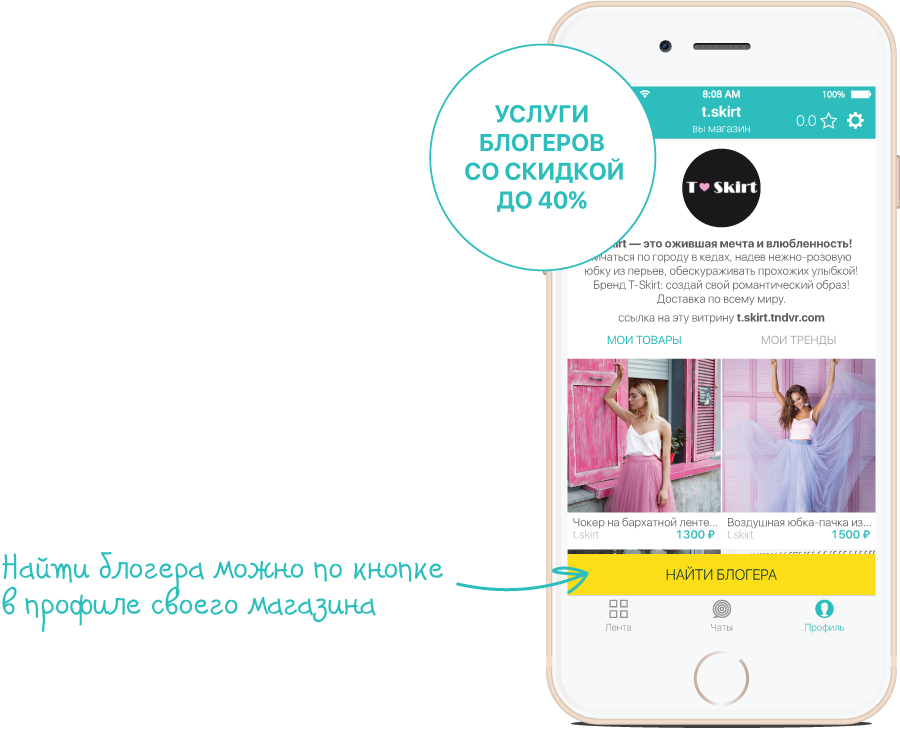 УСЛУГИ
БЛОГЕРОВ
СО СКИДКОЙ
ДО 40%
8:08 AM
100%
t.skirt
вы магазин
0.0
T Skirt
— это ожившая мечта и влюбленность!
по городу в кедах, надев нежно-розовую
юбку из перьев, обескураживать прохожих улыбкой!
Бренд T-Skirt: создай свой романтический образ!
Доставка по всему миру.
ссылка на эту витрину t.skirt.tndvr.com
МОИ ТОВАРЫ
МОИ ТРЕНДЫ
Чокер на бархатной ленте...
t.skirt
1300 ₽
Воздушная юбка-пачка из...
t.skirt
1500 ₽
Найти блогера можно по кнопке
в профиле своего магазина
НАЙТИ БЛОГЕРА
Лента
Чаты
Профиль